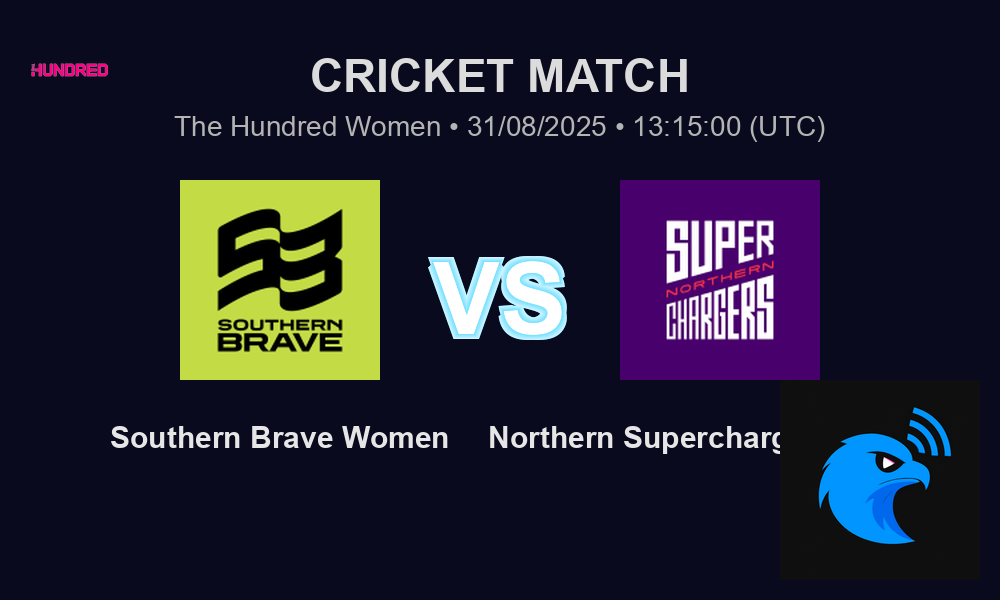 HUNDRED
CRICKET MATCH
The Hundred Women • 31/08/2025 • 13:15:00 (UTC)
SOUTHERN
BRAVE
VS
SUPER
NORTHERN
CHARGERS
Southern Brave Women
Northern